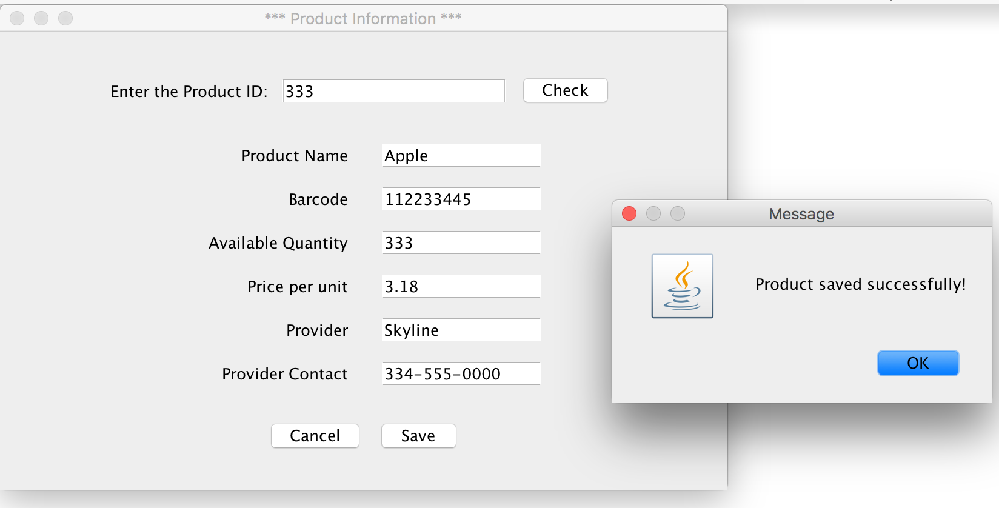 *** Product Information ***
Enter the Product ID: 333 Check
Product Name Apple
Barcode 112233445
Available Quantity 333
Price per unit 3.18
Provider Skyline
Provider Contact 334-555-0000
Cancel Save
Message
Product saved successfully!
OK